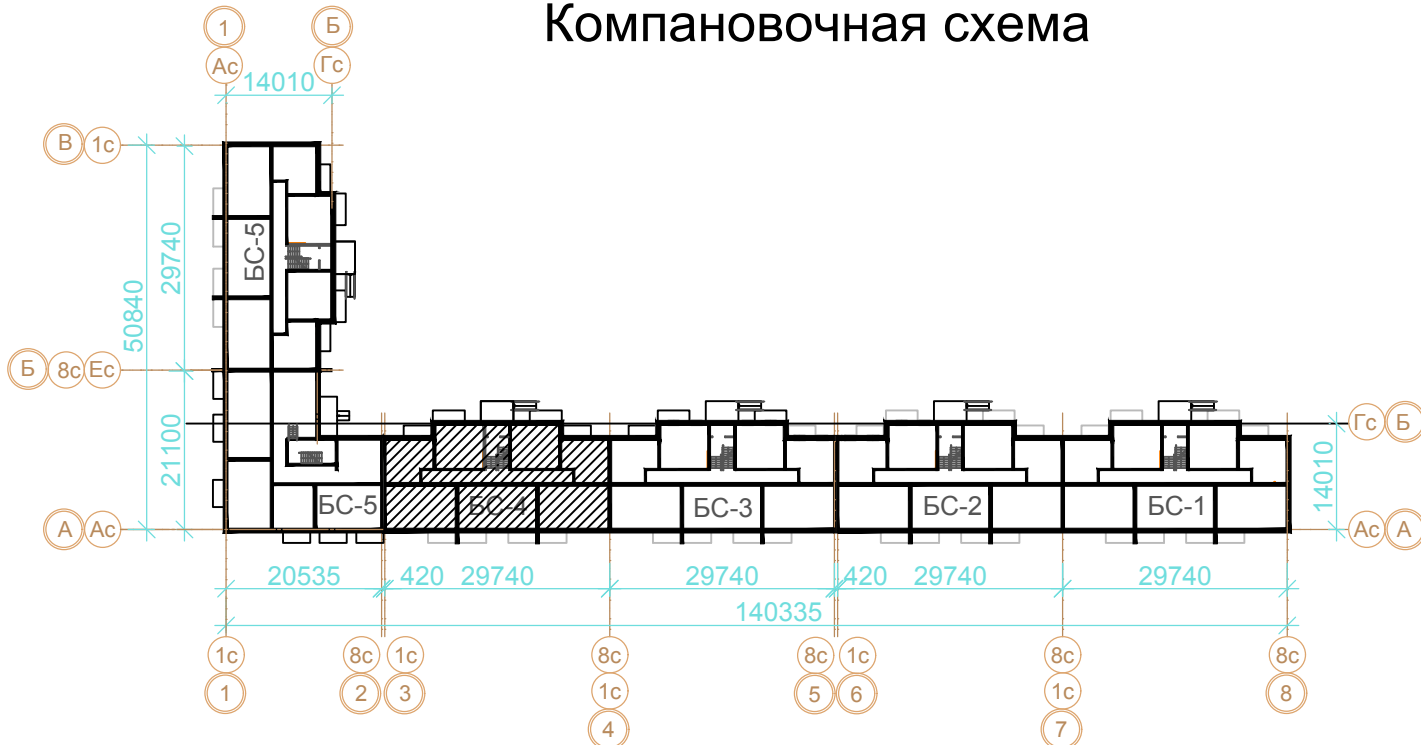 Компановочная схема
1 Б
Ас Гс
14010
В 1с
БС-5
29740
50840
Б 8с Ес
21100
Гс Б
14010
БС-5 БС-4 БС-3 БС-2 БС-1
А Ас
Ас А
20535 420 29740 29740 420 29740 29740
140335
1с 8с 1с 8с 8с 1с 8с 8с
1 2 3 1с 5 6 1с 8
4 7